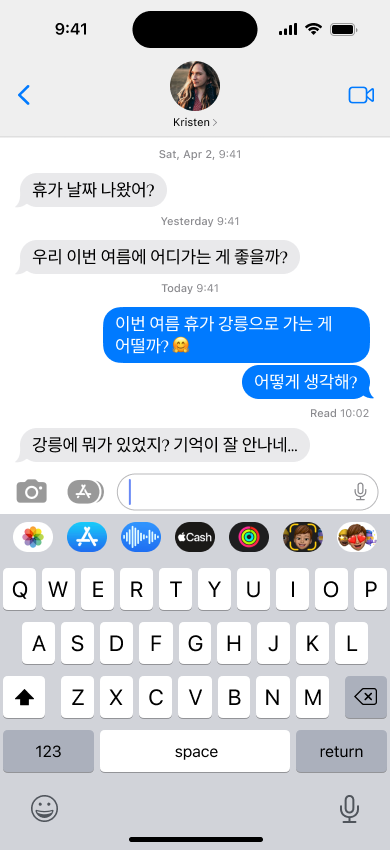 9:41
Kristen
Sat, Apr 2, 9:41
휴가 날짜 나왔어?
Yesterday 9:41
우리 이번 여름에 어디가는 게 좋을까?
Today 9:41
이번 여름 휴가 강릉으로 가는 게
어떨까? 🤗
어떻게 생각해?
Read 10:02
강릉에 뭐가 있었지? 기억이 잘 안나네...
Cash
Q W E R T Y U I O P
A S D F G H J K L
Z X C V B N M
123 space return